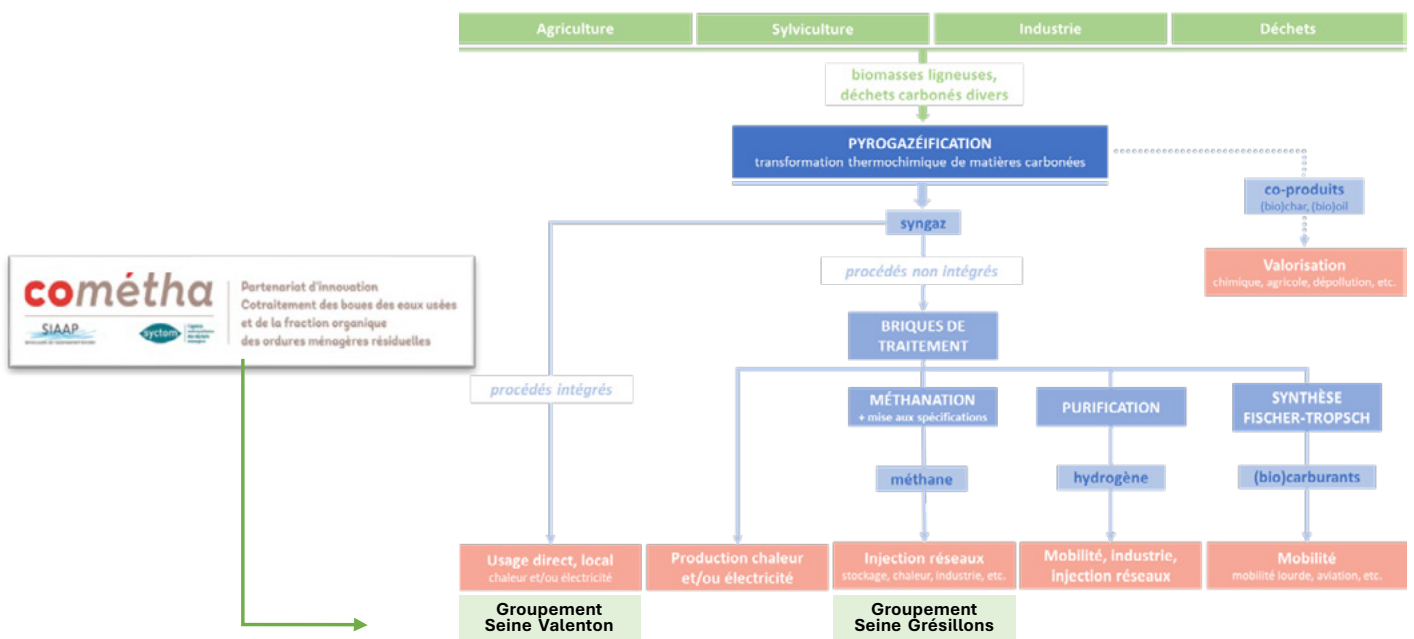 Agriculture
Sylviculture
Industrie
Déchets
biomasses ligneuses,
déchets carbonés divers
PYROGAZÉIFICATION
transformation thermochimique de matières carbonées
co-produits
(bio)char, (bio)oil
syngaz
Valorisation
chimique, agricole, dépollution, etc.
procédés non intégrés
cométha
SIAAP
syctom
Partenariat d'innovation
Cotraitement des boues des eaux usées
et de la fraction organique
des ordures ménagères résiduelles
BRIQUES DE
TRAITEMENT
procédés intégrés
MÉTHANATION
+ mise aux spécifications
PURIFICATION
SYNTHÈSE
FISCHER-TROPSCH
méthane
hydrogène
(bio)carburants
Usage direct, local
chaleur et/ou électricité
Production chaleur
et/ou électricité
Injection réseaux
stockage, chaleur, industrie, etc.
Mobilité, industrie,
Injection réseaux
Mobilité
mobilité lourde, aviation, etc.
Groupement
Seine Valenton
Groupement
Seine Grésillons